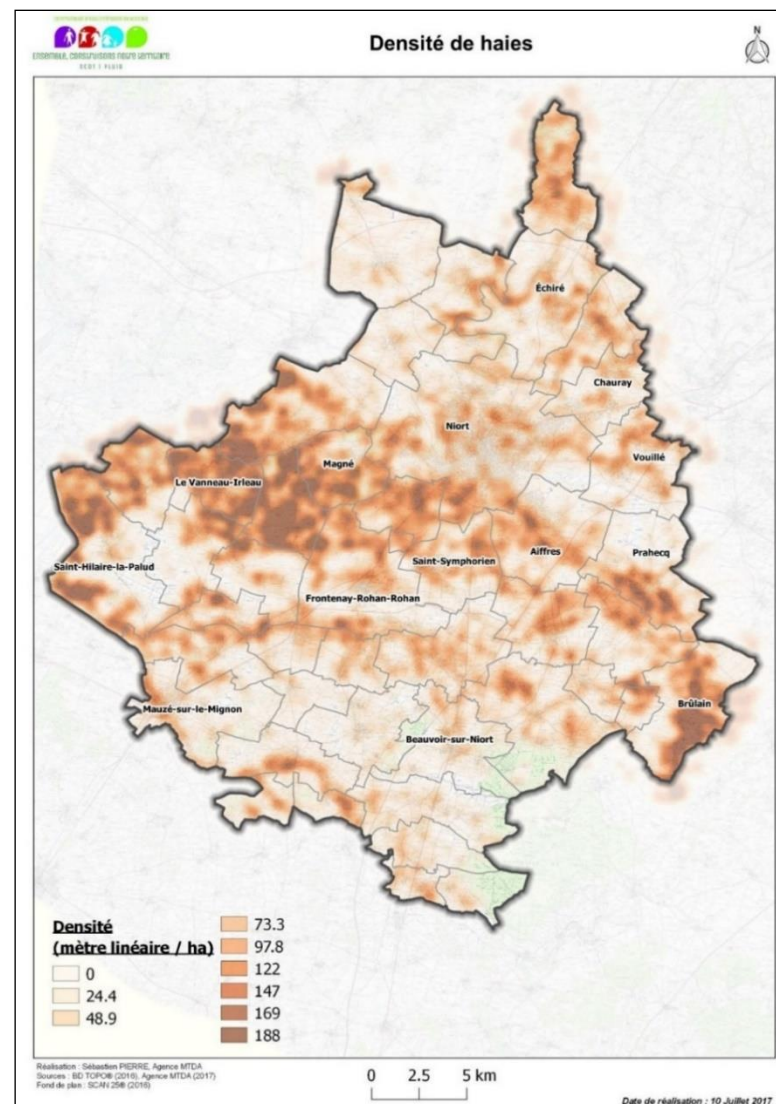 ENSEMBLE, CONSTRUISONS NOTRE TERRITOIRE
Densité de haies
Échiré
Chauray
Niort
Vouillé
Magné
Le Vanneau-Irleau
Aiffres
Prahecq
Saint-Symphorien
Saint-Hilaire-la-Palud
Frontenay-Rohan-Rohan
Brûlain
Mauzé-sur-le-Mignon
Beauvoir-sur-Niort
Densité
(mètre linéaire / ha)
0
24.4
48.9
73.3
97.8
122
147
169
188
Réalisation : Sébastien PIERRE, Agence MTDA
Sources : BD TOPO® (2016), Agence MTDA (2017)
Fond de plan : SCAN 25® (2016)
0 2.5 5 km
Date de réalisation : 10 Juillet 2017